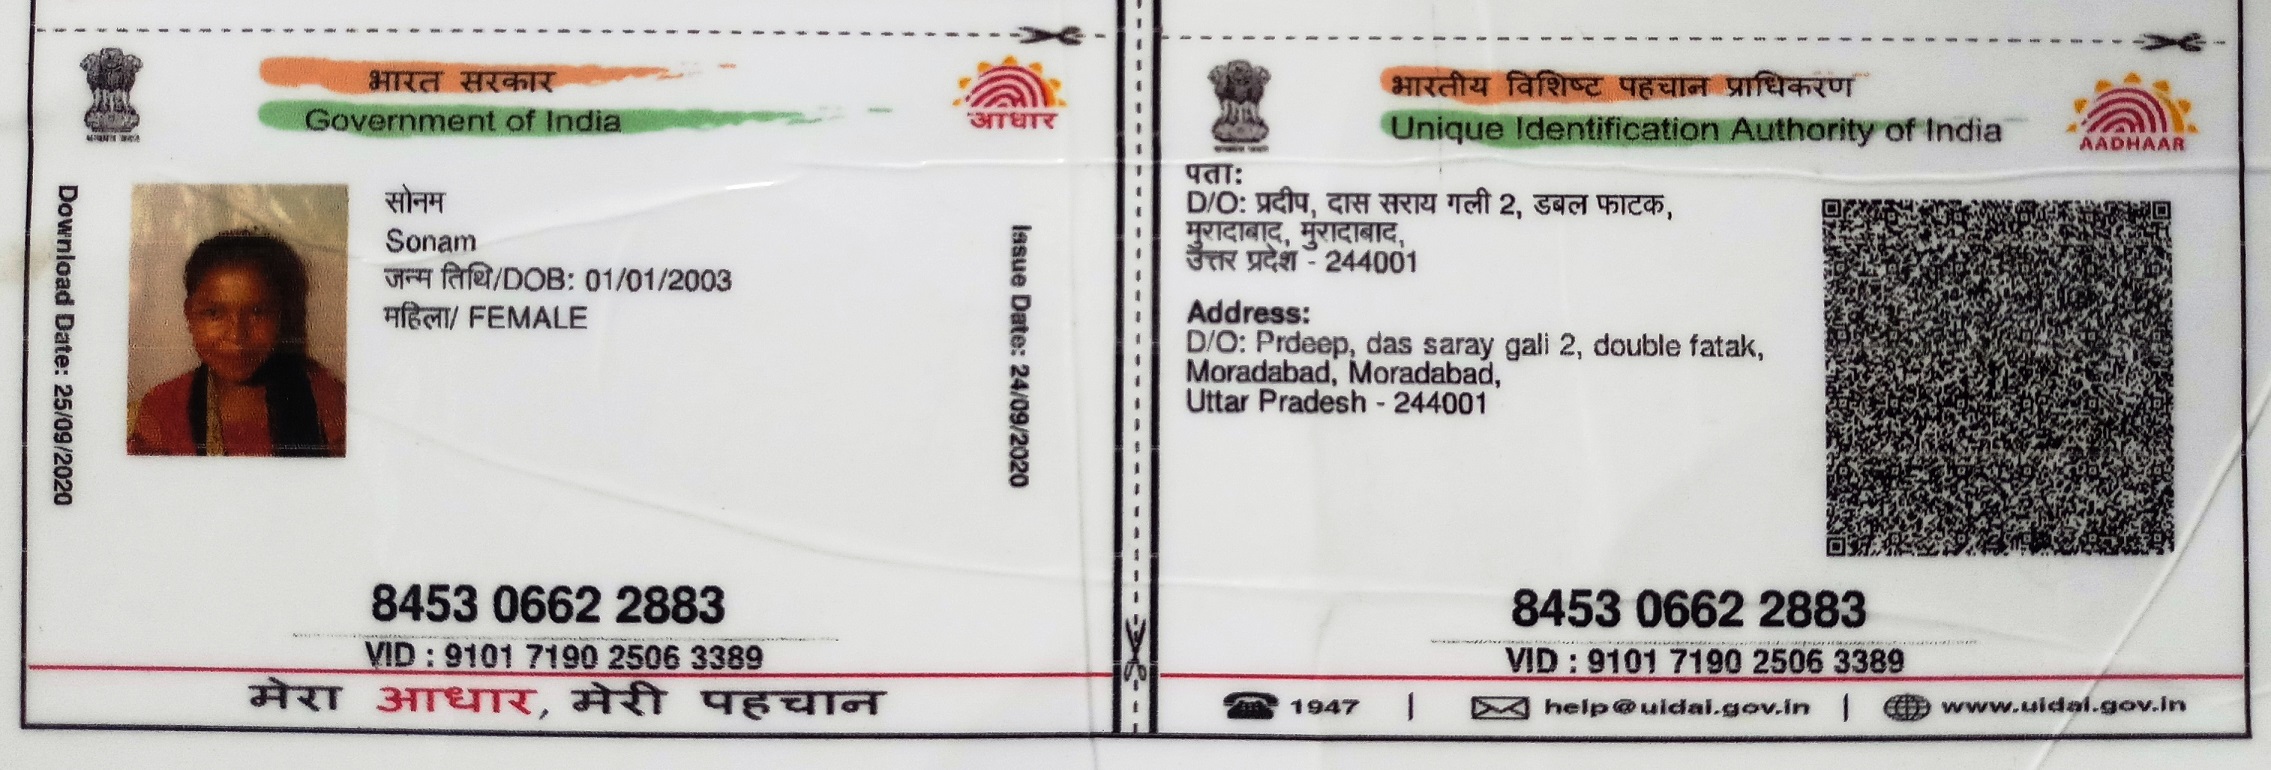 भारत सरकार
Government of India
आधार
Download Date: 25/09/2020
सोनम
Sonam
जन्म तिथि/DOB: 01/01/2003
महिला/ FEMALE
Issue Date: 24/09/2020
8453 0662 2883
VID : 9101 7190 2506 3389
मेरा आधार, मेरी पहचान
भारतीय विशिष्ट पहचान प्राधिकरण
Unique Identification Authority of India
AADHAAR
पता:
D/O: प्रदीप, दास सराय गली 2, डबल फाटक,
मुरादाबाद, मुरादाबाद,
उत्तर प्रदेश - 244001
Address:
D/O: Prdeep, das saray gali 2, double fatak,
Moradabad, Moradabad,
Uttar Pradesh - 244001
8453 0662 2883
VID : 9101 7190 2506 3389
1947 | help@uidai.gov.in | www.uidai.gov.in